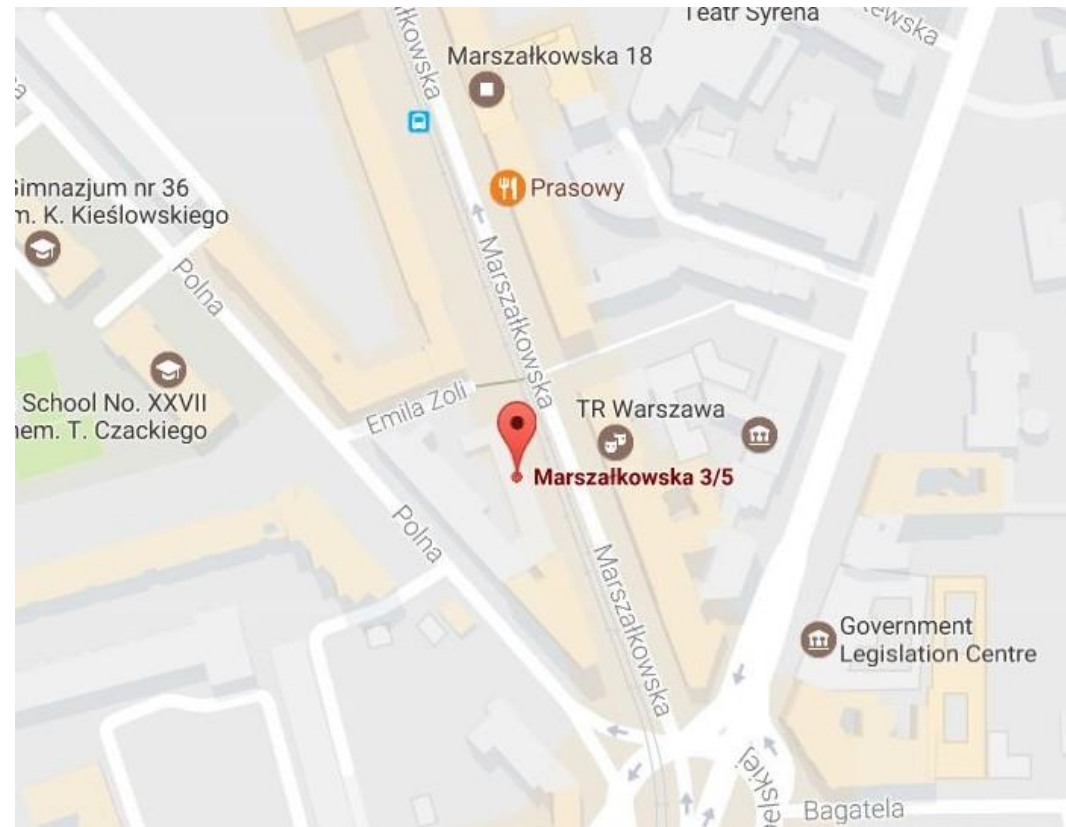 Teatr Syrena
Marszałkowska 18
Prasowy
Gimnazjum nr 36
m. K. Kieślowskiego
Polna
Marszałkowska
School No. XXVII
nem. T. Czackiego
Emila Zoli
TR Warszawa
Marszałkowska 3/5
Polna
Marszałkowska
Government
Legislation Centre
Bagatela